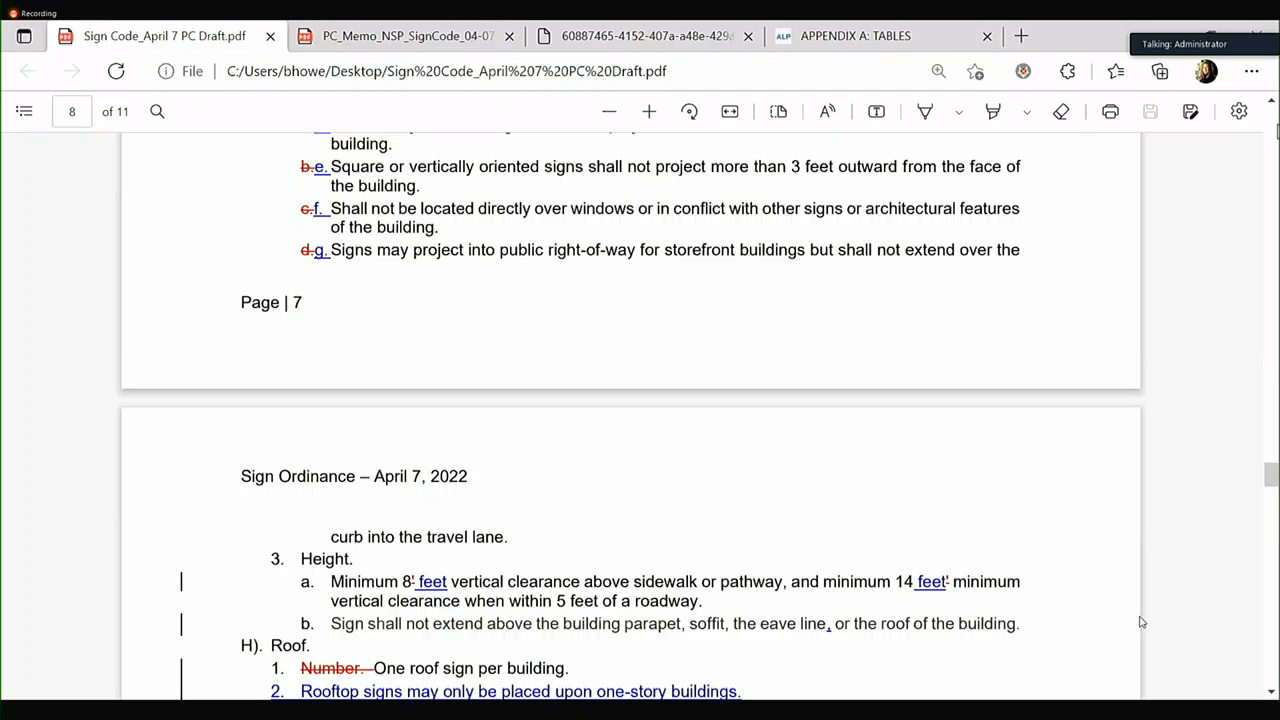 Recording
Sign Code_April 7 PC Draft.pdf
PC_Memo_NSP_SignCode_04-07
60887465-4152-407a-a48e-429a
ALP APPENDIX A: TABLES
Talking: Administrator
File C:/Users/bhowe/Desktop/Sign%20Code_April%207%20PC%20Draft.pdf
8 of 11
building.
b.e. Square or vertically oriented signs shall not project more than 3 feet outward from the face of
the building.
c.f. Shall not be located directly over windows or in conflict with other signs or architectural features
of the building.
d.g. Signs may project into public right-of-way for storefront buildings but shall not extend over the
Page | 7
Sign Ordinance – April 7, 2022
curb into the travel lane.
3. Height.
a. Minimum 8' feet vertical clearance above sidewalk or pathway, and minimum 14 feet' minimum
vertical clearance when within 5 feet of a roadway.
b. Sign shall not extend above the building parapet, soffit, the eave line, or the roof of the building.
H). Roof.
1. Number. One roof sign per building.
2. Rooftop signs may only be placed upon one-story buildings.